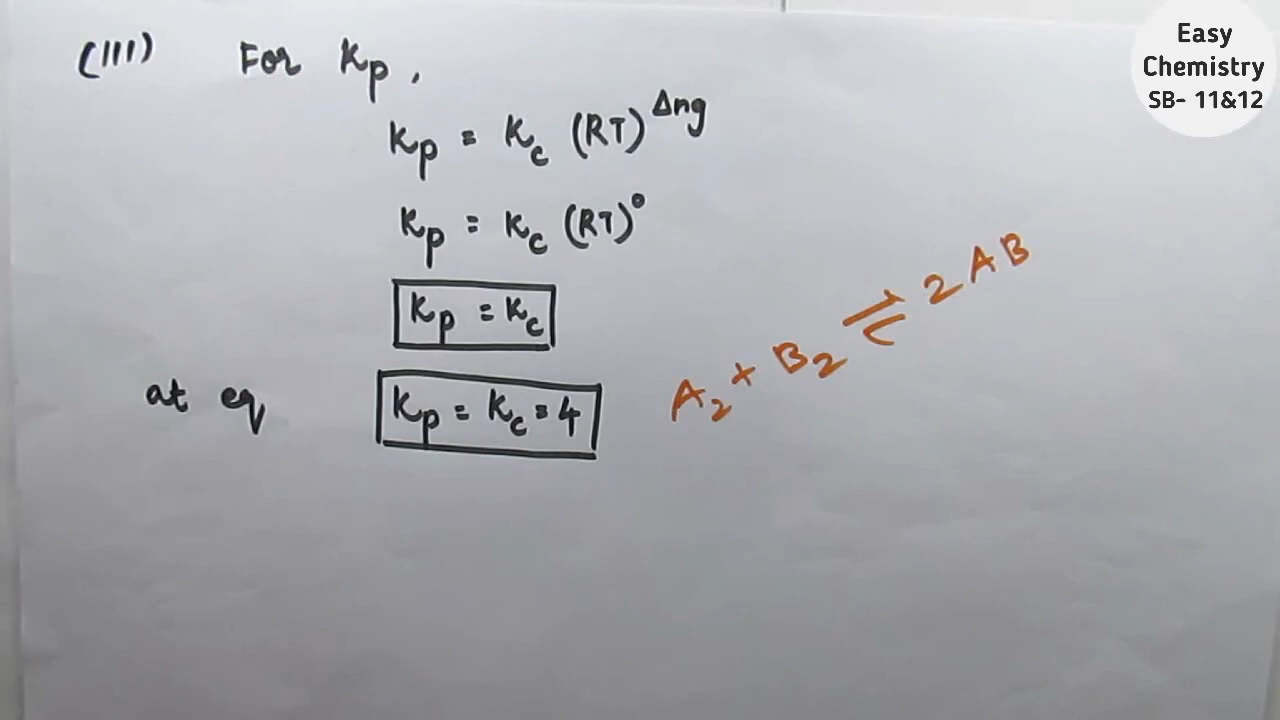 (III) For Kp,
Kp = Kc (RT)^Δng
Kp = Kc (RT)^0
Kp = Kc
at eq Kp = Kc = 4
A2 + B2 ⇌ 2AB
Easy
Chemistry
SB- 11&12